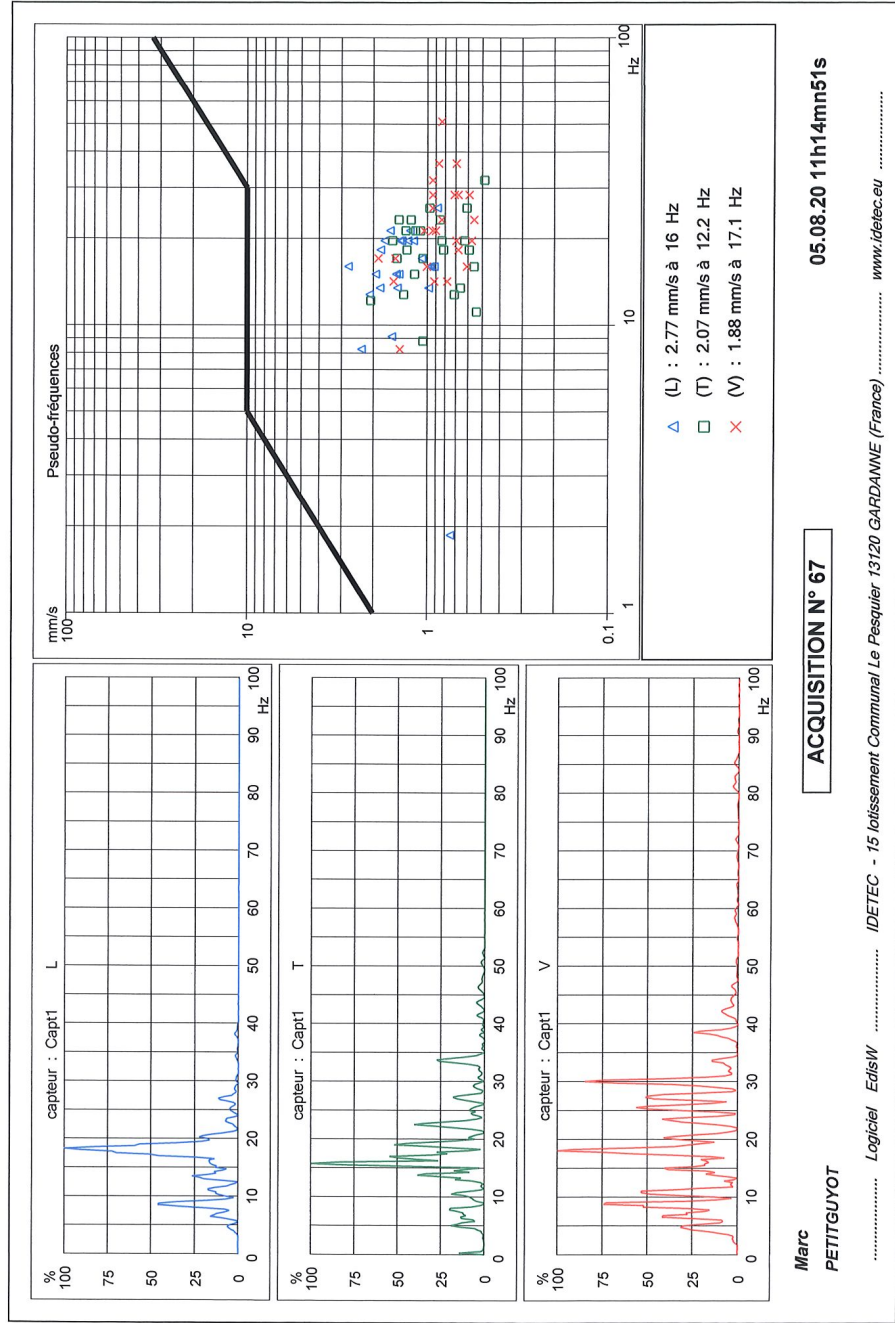 %
capteur : Capt1 L
100
75
50
25
0
0 10 20 30 40 50 60 70 80 90 100
Hz
%
capteur : Capt1 T
100
75
50
25
0
0 10 20 30 40 50 60 70 80 90 100
Hz
%
capteur : Capt1 V
100
75
50
25
0
0 10 20 30 40 50 60 70 80 90 100
Hz
mm/s
Pseudo-fréquences
100
10
1
0.1
1 10 100
Hz
(L) : 2.77 mm/s à 16 Hz
(T) : 2.07 mm/s à 12.2 Hz
(V) : 1.88 mm/s à 17.1 Hz
Marc
PETITGUYOT
ACQUISITION N° 67
05.08.20 11h14mn51s
..................... Logiciel EdisW ..................... IDETEC - 15 lotissement Communal Le Pesquier 13120 GARDANNE (France) ..................... www.idetec.eu .....................